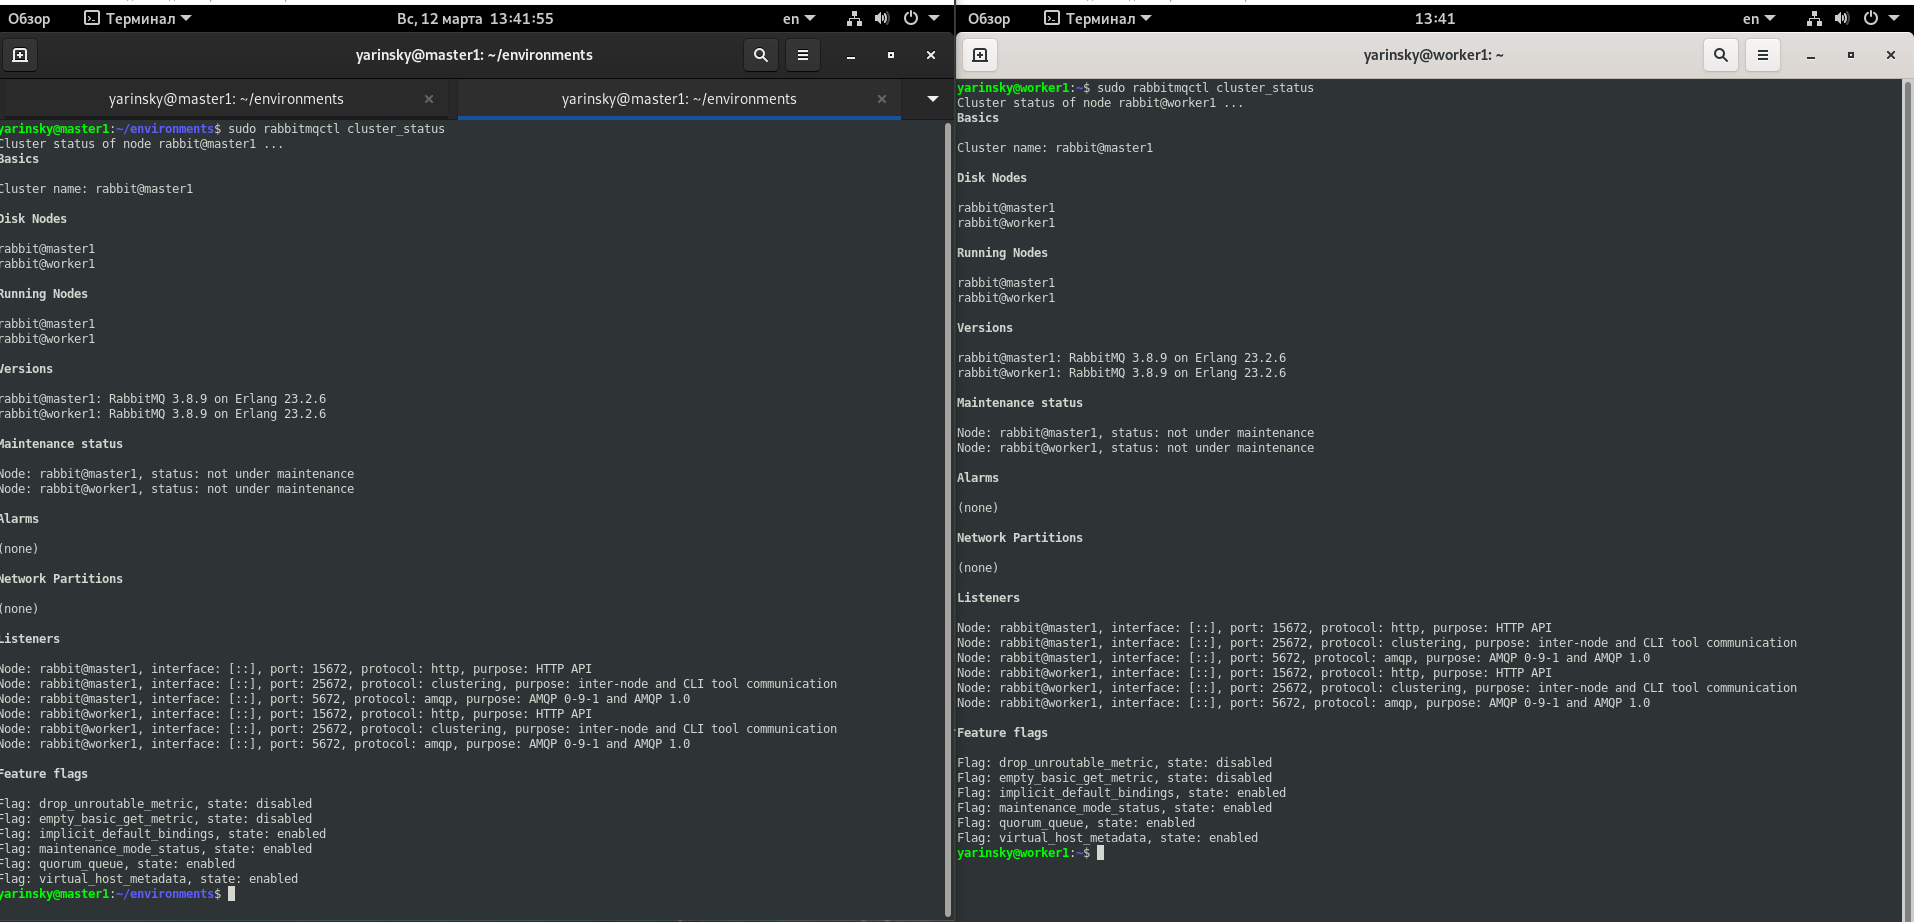 Обзор Терминал Вс, 12 марта 13:41:55 en
yarinsky@master1: ~/environments
yarinsky@master1: ~/environments yarinsky@master1: ~/environments
yarinsky@master1:~/environments$ sudo rabbitmqctl cluster_status
Cluster status of node rabbit@master1 ...
Basics
Cluster name: rabbit@master1
Disk Nodes
rabbit@master1
rabbit@worker1
Running Nodes
rabbit@master1
rabbit@worker1
Versions
rabbit@master1: RabbitMQ 3.8.9 on Erlang 23.2.6
rabbit@worker1: RabbitMQ 3.8.9 on Erlang 23.2.6
Maintenance status
Node: rabbit@master1, status: not under maintenance
Node: rabbit@worker1, status: not under maintenance
Alarms
(none)
Network Partitions
(none)
Listeners
Node: rabbit@master1, interface: [::], port: 15672, protocol: http, purpose: HTTP API
Node: rabbit@master1, interface: [::], port: 25672, protocol: clustering, purpose: inter-node and CLI tool communication
Node: rabbit@master1, interface: [::], port: 5672, protocol: amqp, purpose: AMQP 0-9-1 and AMQP 1.0
Node: rabbit@worker1, interface: [::], port: 15672, protocol: http, purpose: HTTP API
Node: rabbit@worker1, interface: [::], port: 25672, protocol: clustering, purpose: inter-node and CLI tool communication
Node: rabbit@worker1, interface: [::], port: 5672, protocol: amqp, purpose: AMQP 0-9-1 and AMQP 1.0
Feature flags
Flag: drop_unroutable_metric, state: disabled
Flag: empty_basic_get_metric, state: disabled
Flag: implicit_default_bindings, state: enabled
Flag: maintenance_mode_status, state: enabled
Flag: quorum_queue, state: enabled
Flag: virtual_host_metadata, state: enabled
yarinsky@master1:~/environments$
Обзор Терминал 13:41 en
yarinsky@worker1: ~
yarinsky@worker1:~$ sudo rabbitmqctl cluster_status
Cluster status of node rabbit@worker1 ...
Basics
Cluster name: rabbit@master1
Disk Nodes
rabbit@master1
rabbit@worker1
Running Nodes
rabbit@master1
rabbit@worker1
Versions
rabbit@master1: RabbitMQ 3.8.9 on Erlang 23.2.6
rabbit@worker1: RabbitMQ 3.8.9 on Erlang 23.2.6
Maintenance status
Node: rabbit@master1, status: not under maintenance
Node: rabbit@worker1, status: not under maintenance
Alarms
(none)
Network Partitions
(none)
Listeners
Node: rabbit@master1, interface: [::], port: 15672, protocol: http, purpose: HTTP API
Node: rabbit@master1, interface: [::], port: 25672, protocol: clustering, purpose: inter-node and CLI tool communication
Node: rabbit@master1, interface: [::], port: 5672, protocol: amqp, purpose: AMQP 0-9-1 and AMQP 1.0
Node: rabbit@worker1, interface: [::], port: 15672, protocol: http, purpose: HTTP API
Node: rabbit@worker1, interface: [::], port: 25672, protocol: clustering, purpose: inter-node and CLI tool communication
Node: rabbit@worker1, interface: [::], port: 5672, protocol: amqp, purpose: AMQP 0-9-1 and AMQP 1.0
Feature flags
Flag: drop_unroutable_metric, state: disabled
Flag: empty_basic_get_metric, state: disabled
Flag: implicit_default_bindings, state: enabled
Flag: maintenance_mode_status, state: enabled
Flag: quorum_queue, state: enabled
Flag: virtual_host_metadata, state: enabled
yarinsky@worker1:~$